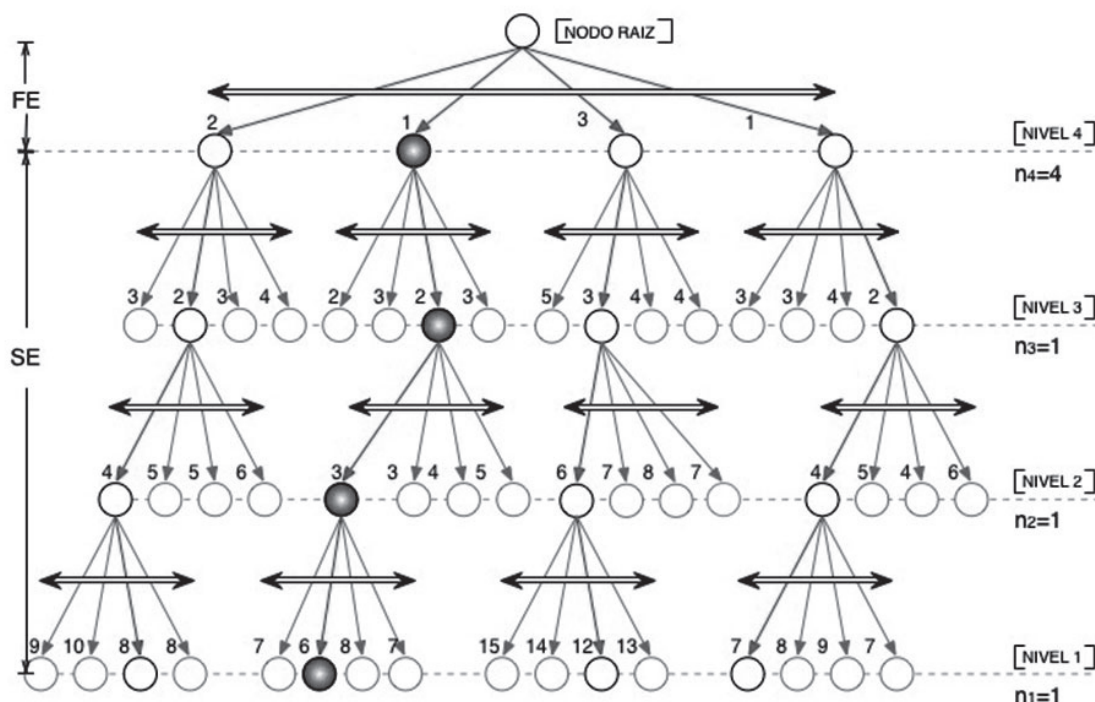 [NODO RAIZ]
FE
2 1 3 1
[NIVEL 4]
n4=4
3 2 3 4 2 3 2 3 5 3 4 4 3 3 4 2
[NIVEL 3]
n3=1
SE
4 5 5 6 3 3 4 5 6 7 8 7 4 5 4 6
[NIVEL 2]
n2=1
9 10 8 8 7 6 8 7 15 14 12 13 7 8 9 7
[NIVEL 1]
n1=1